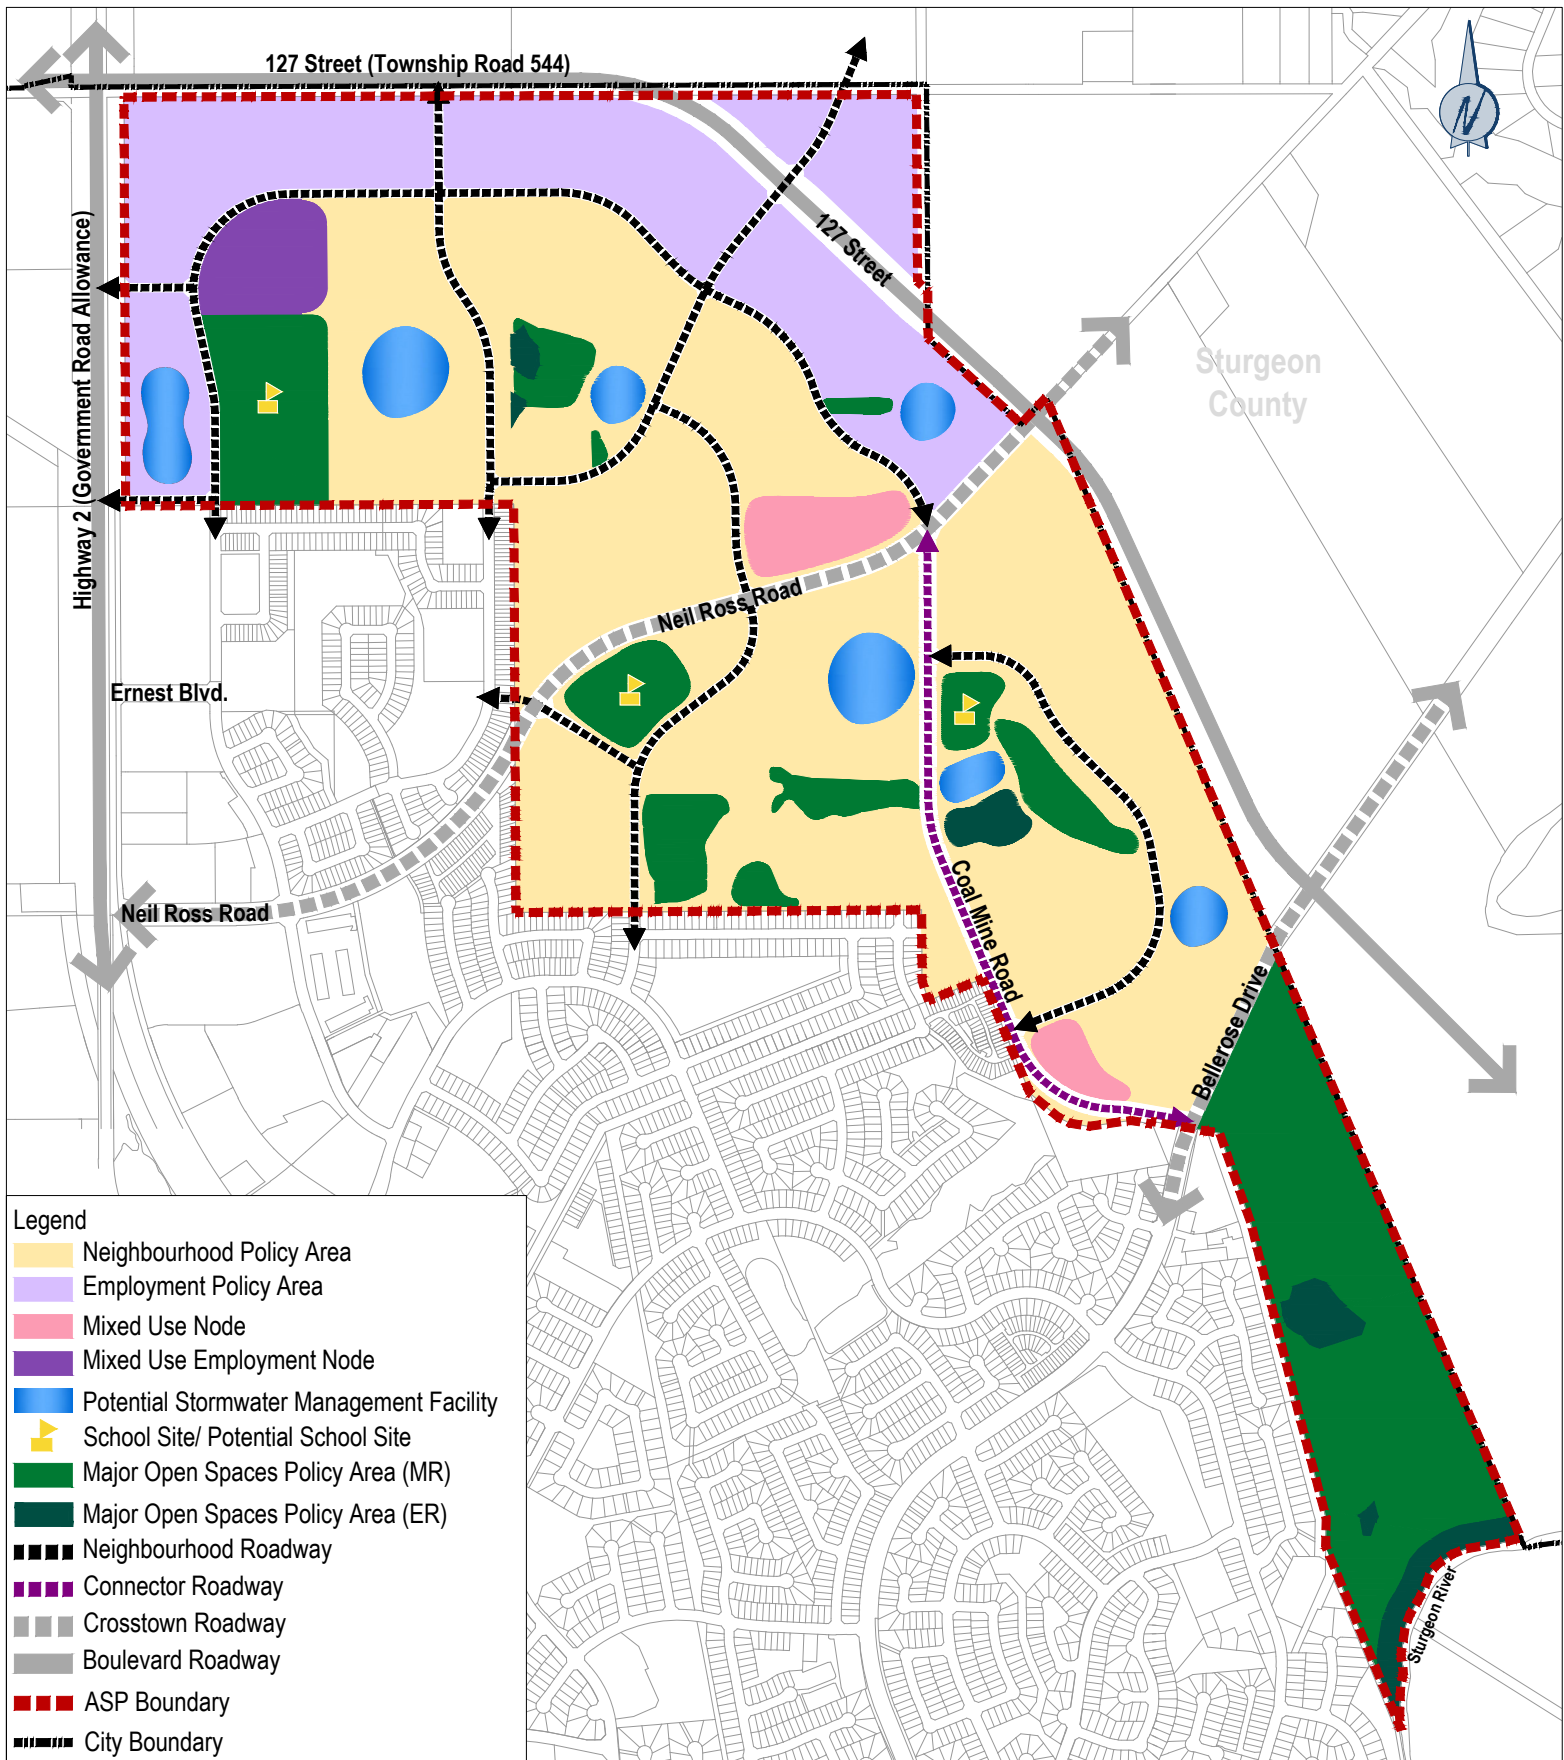 127 Street (Township Road 544)
N
127 Street
Sturgeon
County
Highway 2 (Government Road Allowance)
Neil Ross Road
Ernest Blvd.
Neil Ross Road
Coal Mine Road
Bellerose Drive
Sturgeon River
Legend
Neighbourhood Policy Area
Employment Policy Area
Mixed Use Node
Mixed Use Employment Node
Potential Stormwater Management Facility
School Site/ Potential School Site
Major Open Spaces Policy Area (MR)
Major Open Spaces Policy Area (ER)
Neighbourhood Roadway
Connector Roadway
Crosstown Roadway
Boulevard Roadway
ASP Boundary
City Boundary